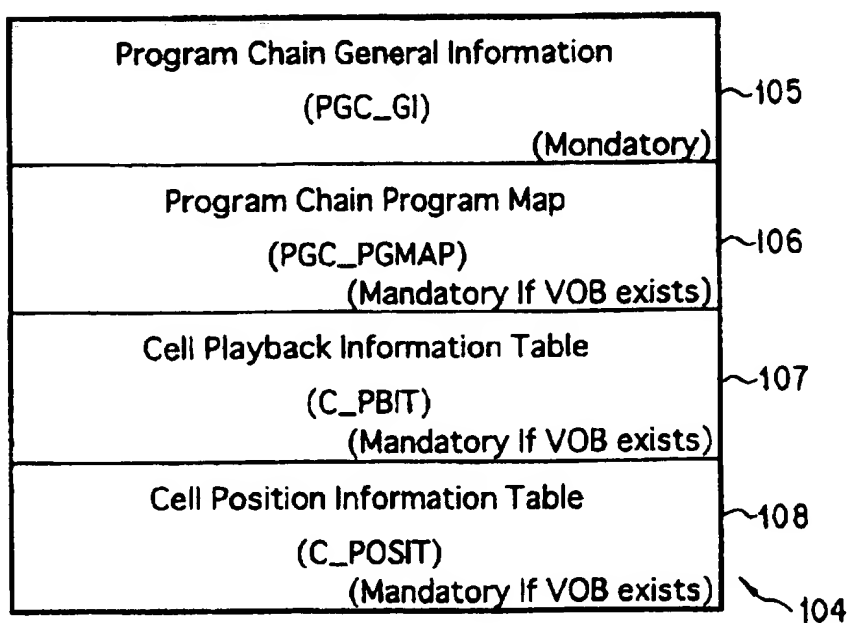 Program Chain General Information
(PGC_GI)
(Mondatory)
105
Program Chain Program Map
(PGC_PGMAP)
(Mandatory If VOB exists)
106
Cell Playback Information Table
(C_PBIT)
(Mandatory If VOB exists)
107
Cell Position Information Table
(C_POSIT)
(Mandatory If VOB exists)
108
104